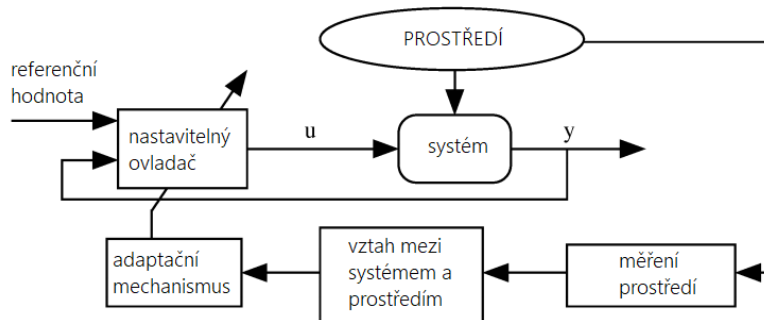 PROSTŘEDÍ
referenční
hodnota
nastavitelný
ovladač
u
systém
y
adaptační
mechanismus
vztah mezi
systémem a
prostředím
měření
prostředí